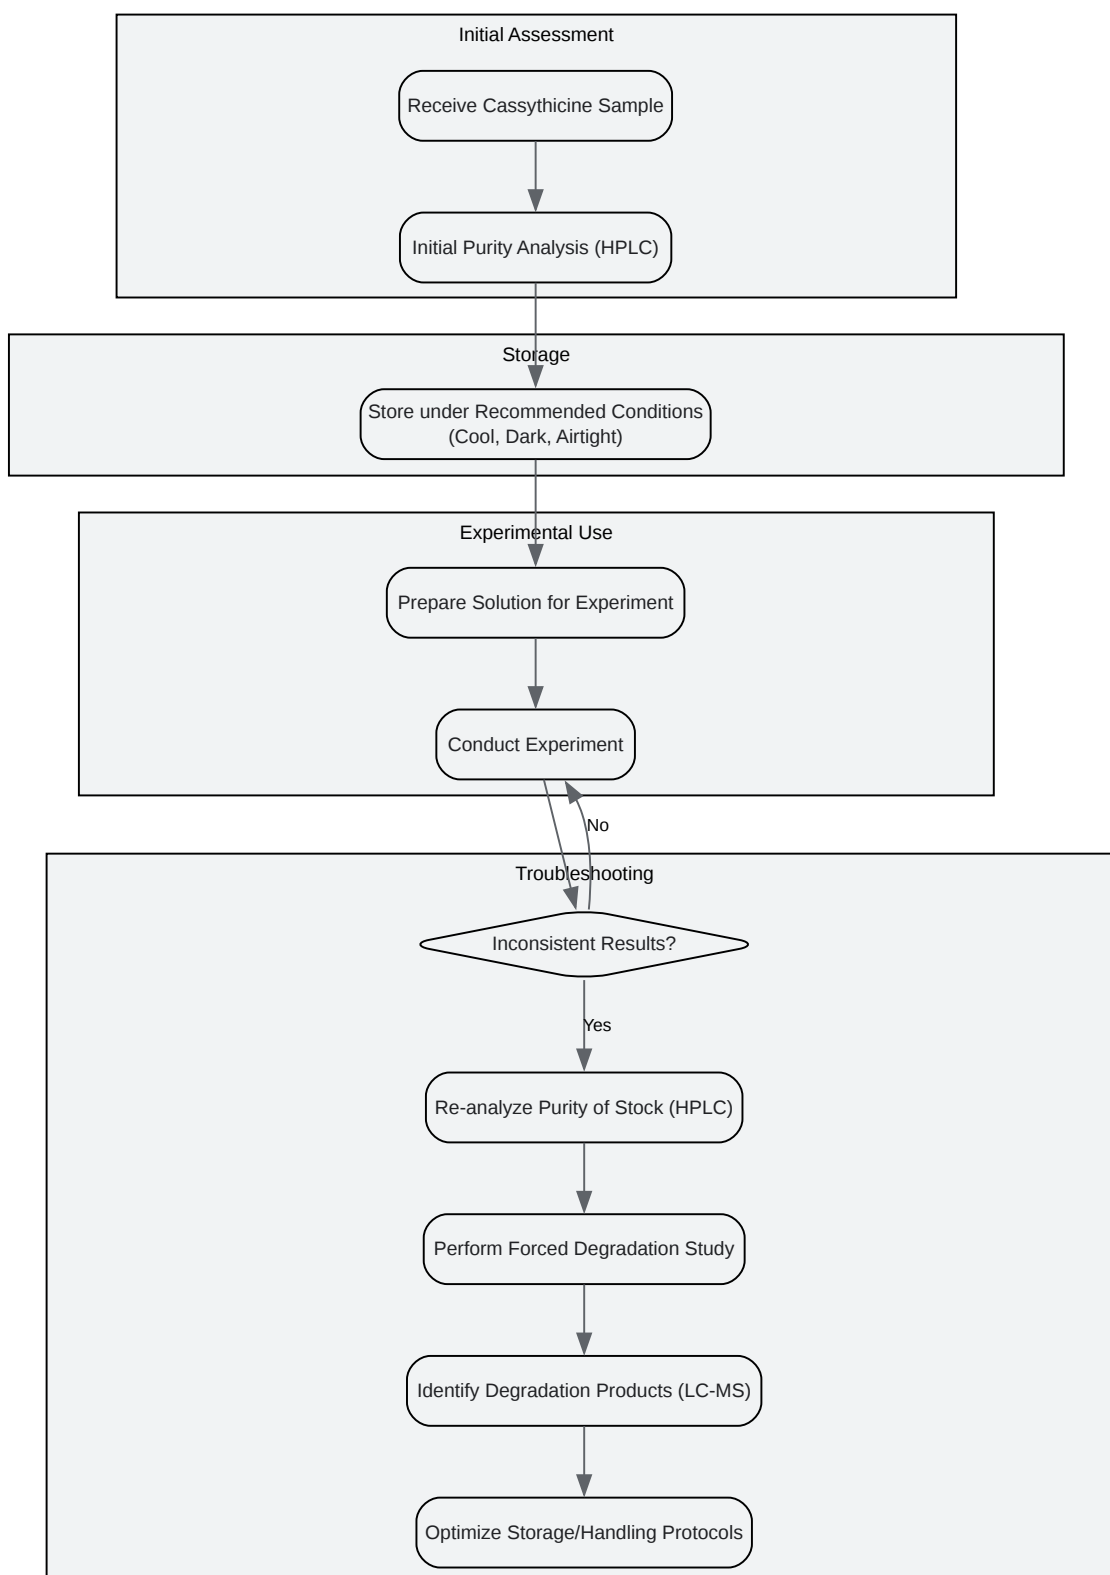 Initial Assessment
Receive Cassythicine Sample
Initial Purity Analysis (HPLC)
Storage
Store under Recommended Conditions
(Cool, Dark, Airtight)
Experimental Use
Prepare Solution for Experiment
Conduct Experiment
No
Troubleshooting
Inconsistent Results?
Yes
Re-analyze Purity of Stock (HPLC)
Perform Forced Degradation Study
Identify Degradation Products (LC-MS)
Optimize Storage/Handling Protocols